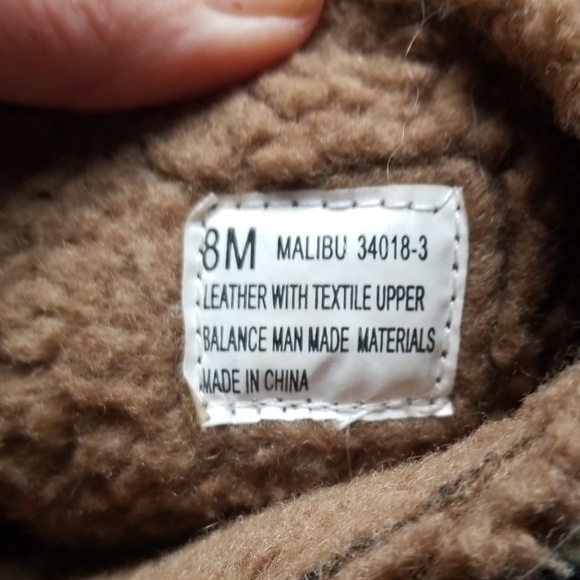 8M MALIBU 34018-3
LEATHER WITH TEXTILE UPPER
BALANCE MAN MADE MATERIALS
MADE IN CHINA